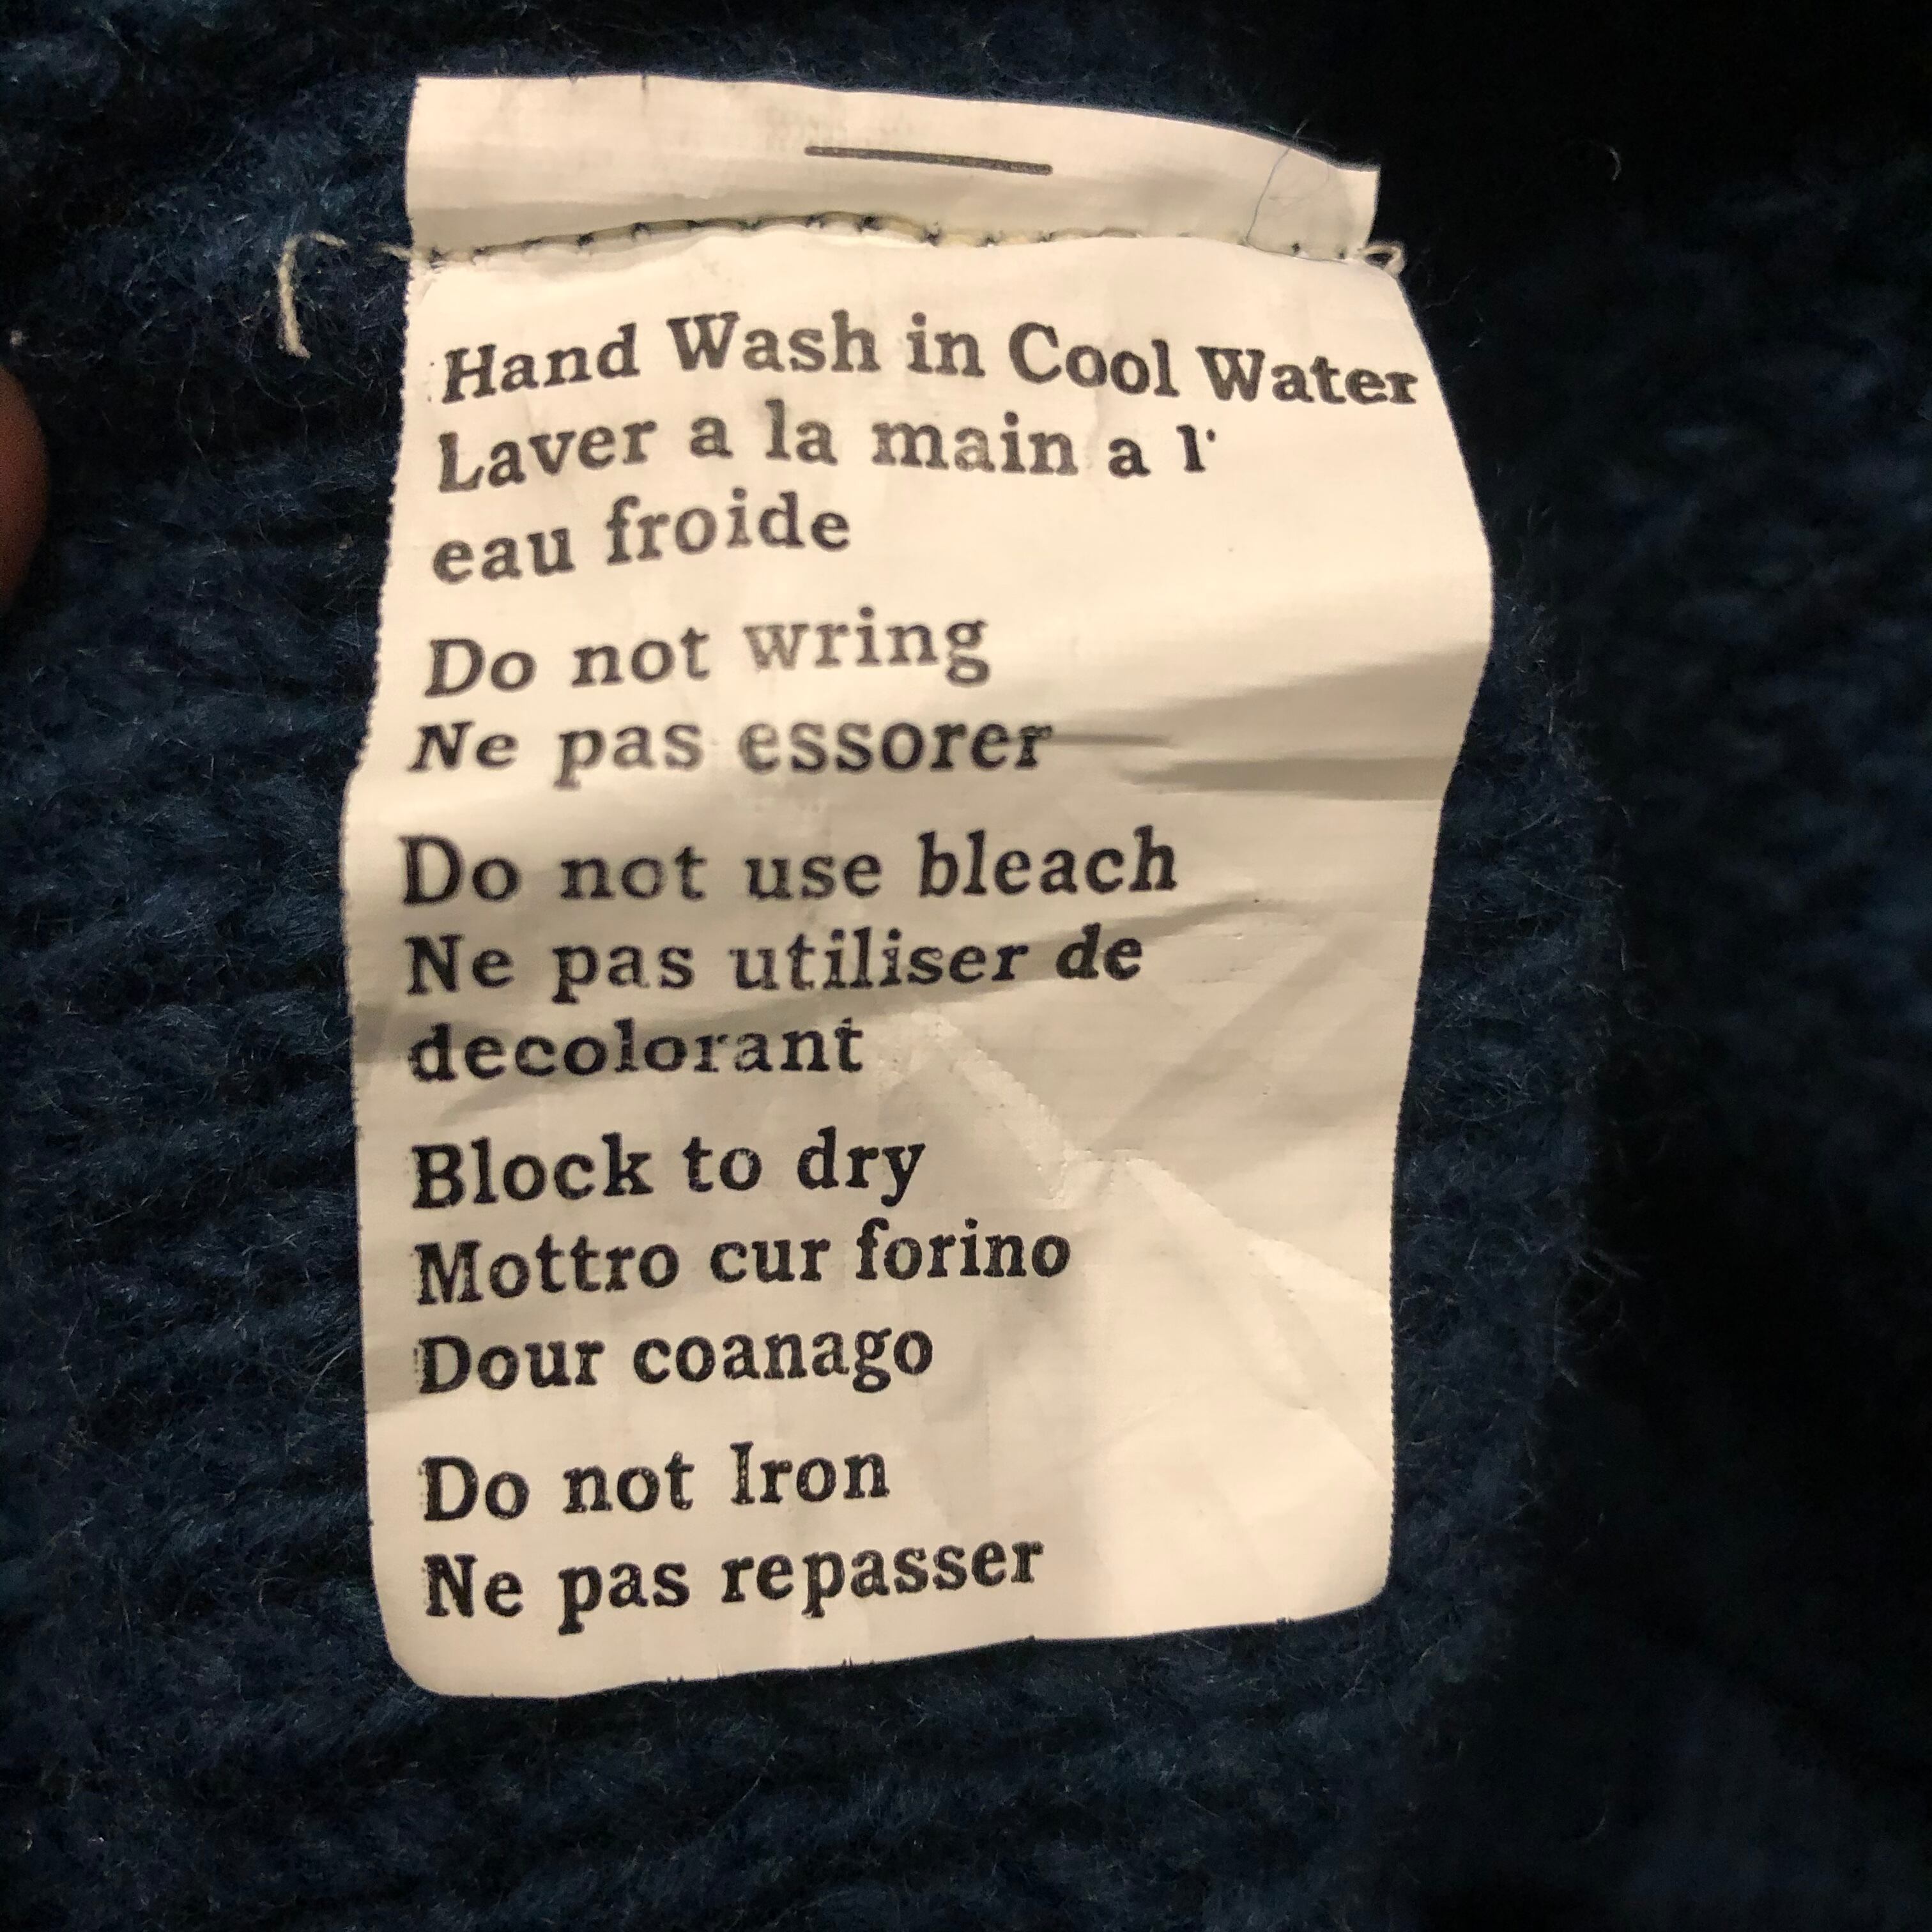 Hand Wash in Cool Water
Laver a la main a l'
eau froide
Do not wring
Ne pas essorer
Do not use bleach
Ne pas utiliser de
decolorant
Block to dry
Mottro cur forino
Dour coanago
Do not Iron
Ne pas repasser